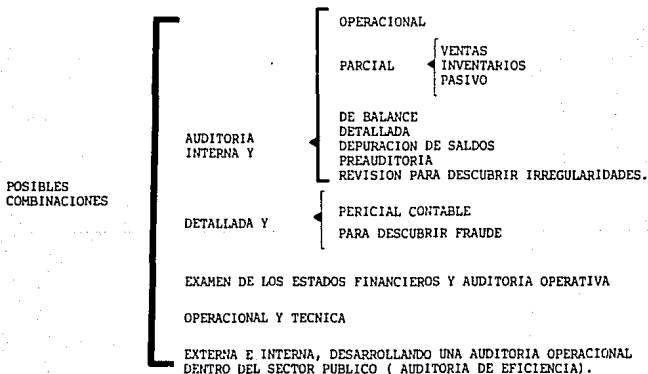 POSIBLES
COMBINACIONES
AUDITORIA
INTERNA Y
OPERACIONAL
PARCIAL
VENTAS
INVENTARIOS
PASIVO
DE BALANCE
DETALLADA
DEPURACION DE SALDOS
PREAUDITORIA
REVISION PARA DESCUBRIR IRREGULARIDADES.
DETALLADA Y
PERICIAL CONTABLE
PARA DESCUBRIR FRAUDE
EXAMEN DE LOS ESTADOS FINANCIEROS Y AUDITORIA OPERATIVA
OPERACIONAL Y TECNICA
EXTERNA E INTERNA, DESARROLLANDO UNA AUDITORIA OPERACIONAL
DENTRO DEL SECTOR PUBLICO ( AUDITORIA DE EFICIENCIA).